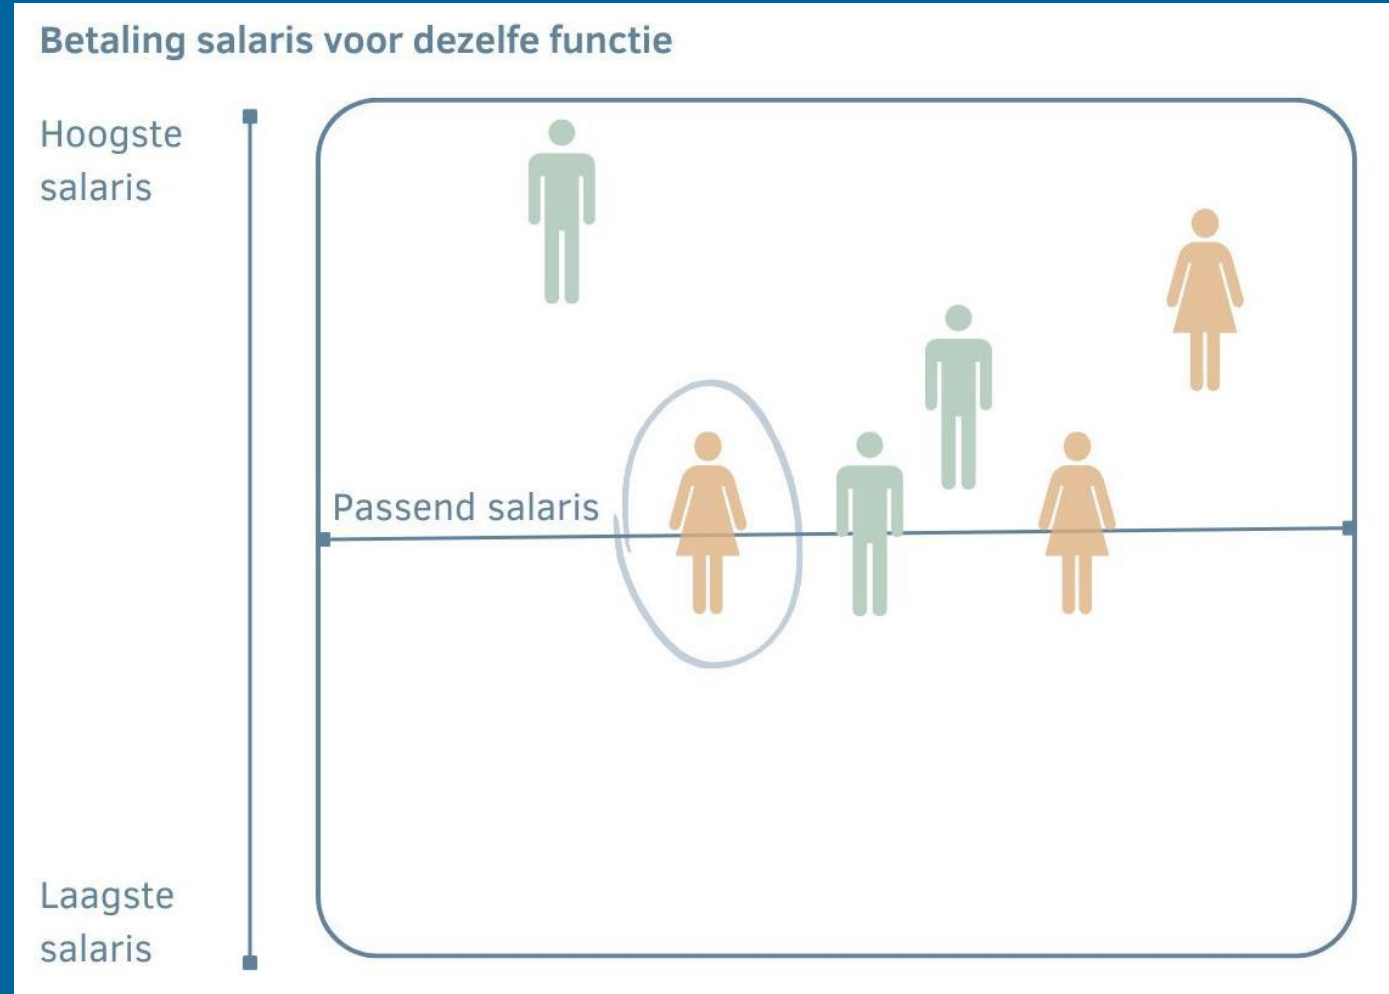 Betaling salaris voor dezelfde functie
Hoogste
salaris
Passend salaris
Laagste
salaris